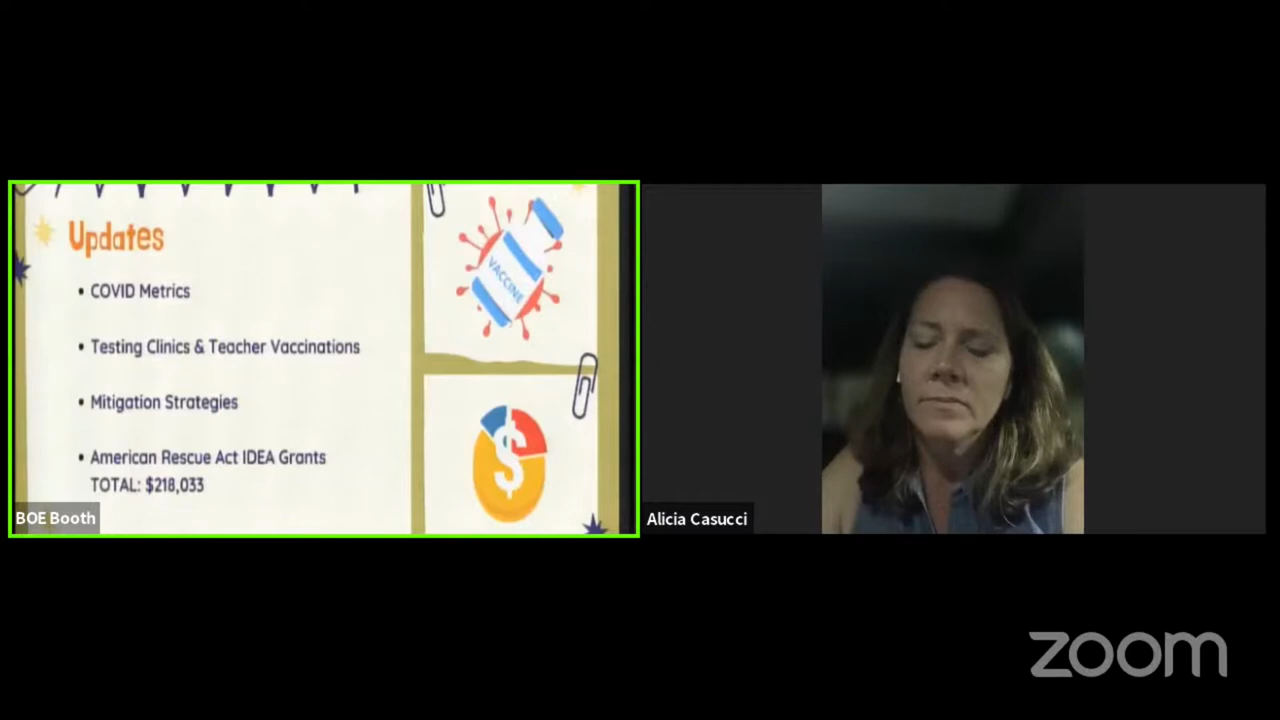 Updates
• COVID Metrics
• Testing Clinics & Teacher Vaccinations
• Mitigation Strategies
• American Rescue Act IDEA Grants
TOTAL: $218,033
VACCINE
$
BOE Booth
Alicia Casucci
zoom